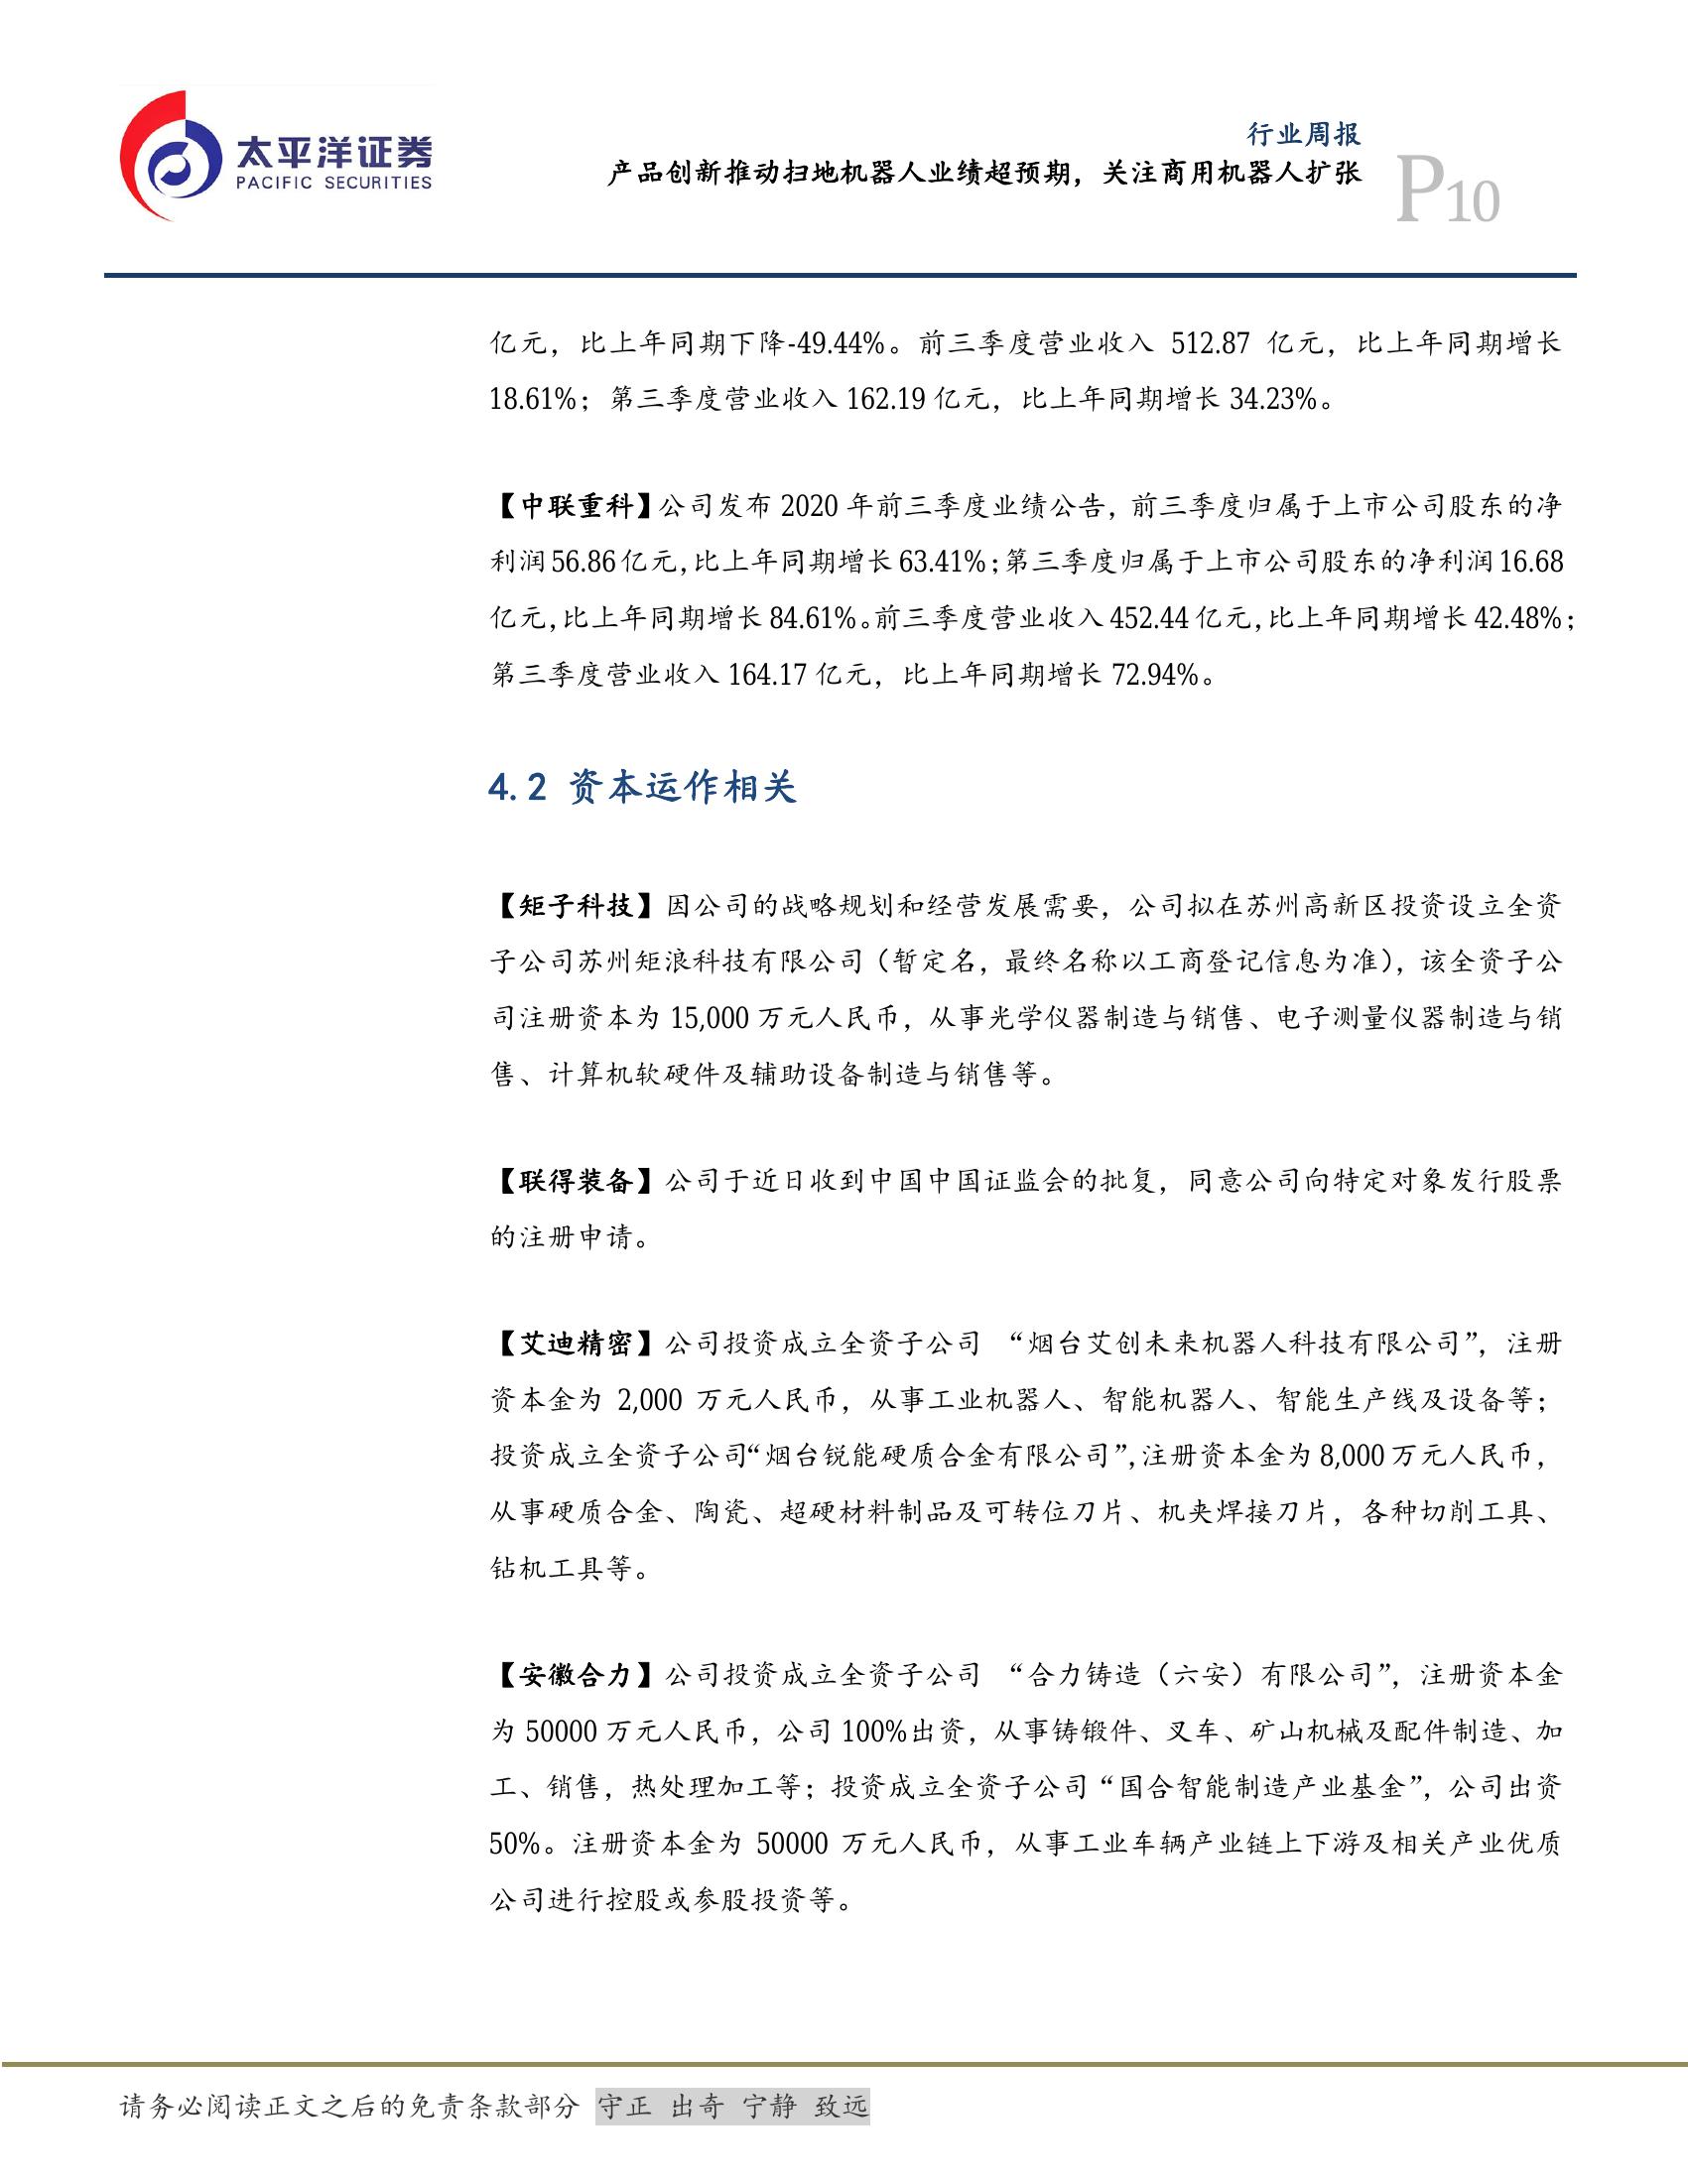 太平洋证券
PACIFIC SECURITIES
行业周报
产品创新推动扫地机器人业绩超预期，关注商用机器人扩张
P10
亿元，比上年同期下降-49.44%。前三季度营业收入 512.87 亿元，比上年同期增长
18.61%；第三季度营业收入 162.19 亿元，比上年同期增长 34.23%。
【中联重科】公司发布 2020 年前三季度业绩公告，前三季度归属于上市公司股东的净
利润 56.86 亿元，比上年同期增长 63.41%；第三季度归属于上市公司股东的净利润 16.68
亿元，比上年同期增长 84.61%。前三季度营业收入 452.44 亿元，比上年同期增长 42.48%；
第三季度营业收入 164.17 亿元，比上年同期增长 72.94%。
4.2 资本运作相关
【矩子科技】因公司的战略规划和经营发展需要，公司拟在苏州高新区投资设立全资
子公司苏州矩浪科技有限公司（暂定名，最终名称以工商登记信息为准），该全资子公
司注册资本为 15,000 万元人民币，从事光学仪器制造与销售、电子测量仪器制造与销
售、计算机软硬件及辅助设备制造与销售等。
【联得装备】公司于近日收到中国中国证监会的批复，同意公司向特定对象发行股票
的注册申请。
【艾迪精密】公司投资成立全资子公司 “烟台艾创未来机器人科技有限公司”，注册
资本金为 2,000 万元人民币，从事工业机器人、智能机器人、智能生产线及设备等；
投资成立全资子公司“烟台锐能硬质合金有限公司”，注册资本金为 8,000 万元人民币，
从事硬质合金、陶瓷、超硬材料制品及可转位刀片、机夹焊接刀片，各种切削工具、
钻机工具等。
【安徽合力】公司投资成立全资子公司 “合力铸造（六安）有限公司”，注册资本金
为 50000 万元人民币，公司 100%出资，从事铸锻件、叉车、矿山机械及配件制造、加
工、销售，热处理加工等；投资成立全资子公司“国合智能制造产业基金”，公司出资
50%。注册资本金为 50000 万元人民币，从事工业车辆产业链上下游及相关产业优质
公司进行控股或参股投资等。
请务必阅读正文之后的免责条款部分 守正 出奇 宁静 致远